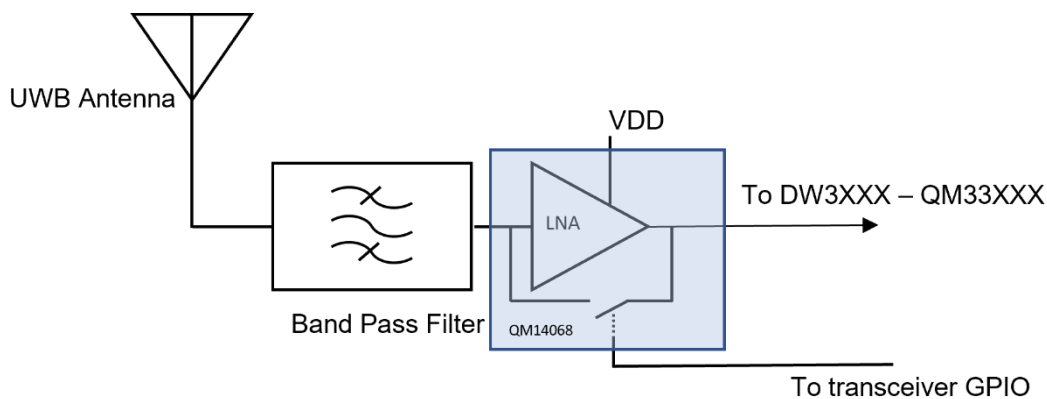 UWB Antenna
VDD
LNA
To DW3XXX – QM33XXX
Band Pass Filter
QM14068
To transceiver GPIO